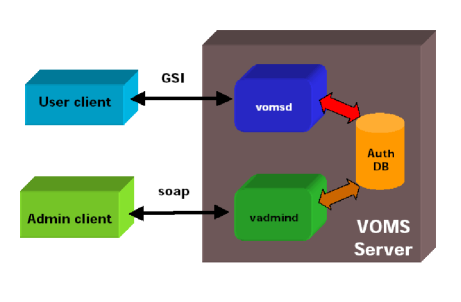 GSI
User client
vomsd
Auth
DB
soap
Admin client
vadmind
VOMS
Server